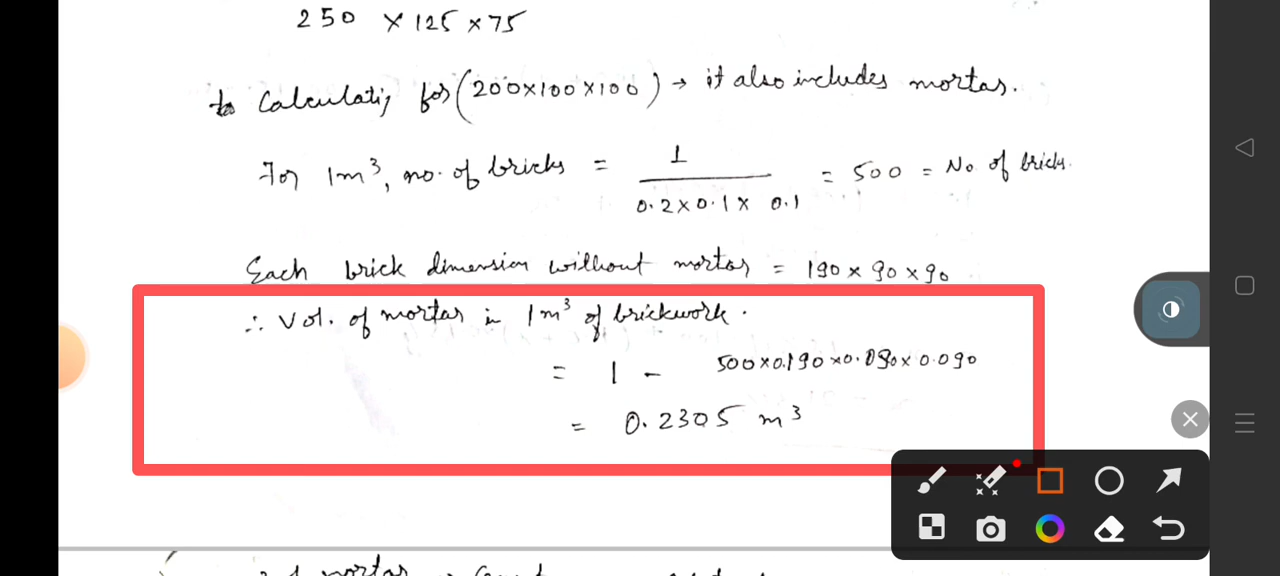 250 × 125 × 75
to Calculating for (200×100×100) → it also includes mortar.
For 1m³, no. of bricks = 1 / 0.2 × 0.1 × 0.1 = 500 = No of bricks.
Each brick dimension without mortar = 190 × 90 × 90
∴ Vol. of mortar in 1m³ of brickwork.
= 1 - 500×0.190×0.090×0.090
= 0.2305 m³
mortar